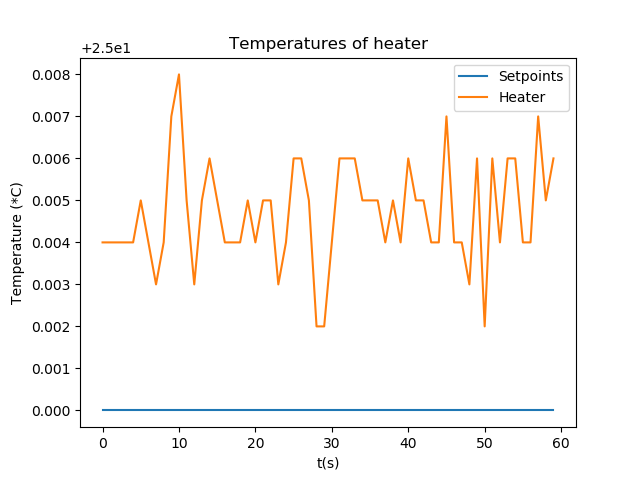 Temperatures of heater
+2.5e1
Setpoints
Heater
0.008
0.007
0.006
0.005
0.004
0.003
0.002
0.001
0.000
Temperature (*C)
0 10 20 30 40 50 60
t(s)